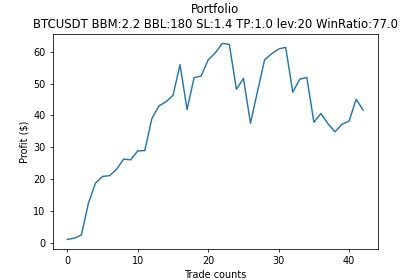 Portfolio
BTCUSDT BBM:2.2 BBL:180 SL:1.4 TP:1.0 lev:20 WinRatio:77.0
Profit ($)
60
50
40
30
20
10
0
0 10 20 30 40
Trade counts